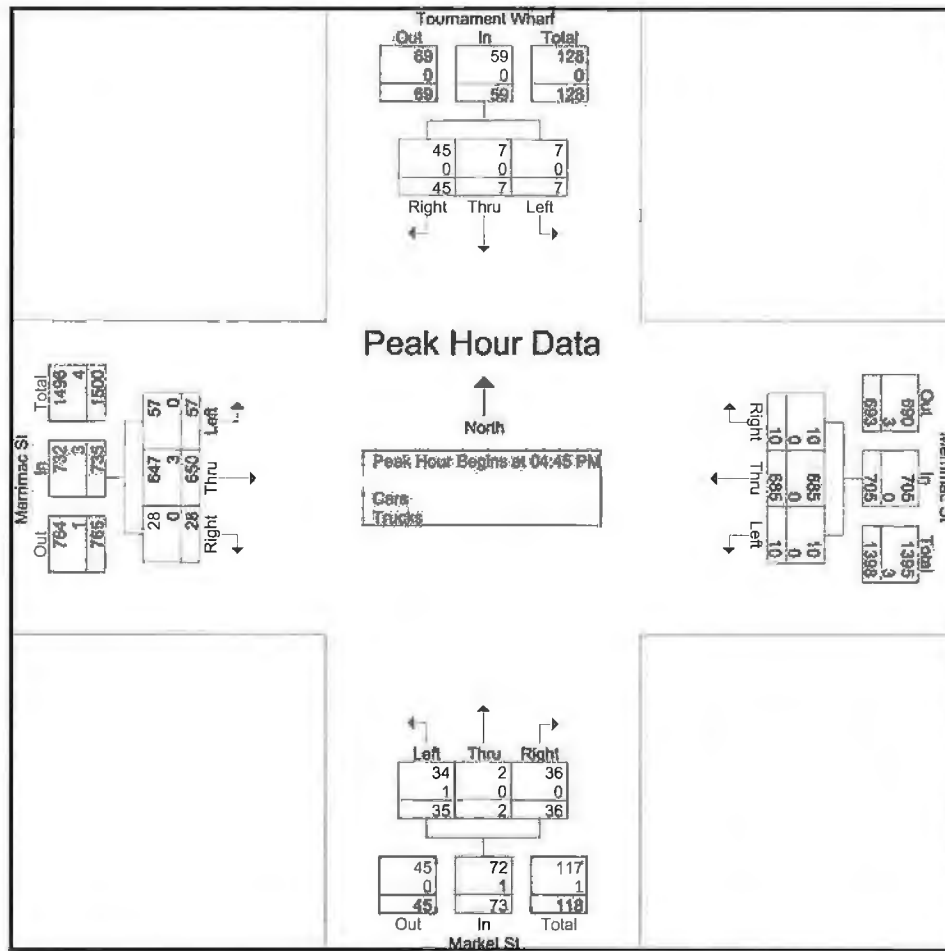 Tournament Wharf
Out In Total
69 59 128
0 0 0
69 59 128
45 7 7
0 0 0
45 7 7
Right Thru Left
Peak Hour Data
North
Peak Hour Begins at 04:45 PM
Cars
Trucks
Merrimac St
Total In Out
1496 732 764
4 3 1
1500 735 765
57 647 28
0 3 0
57 650 28
Left Thru Right
Right Thru Left
10 685 10
0 0 0
10 685 10
690 705 1395
3 0 3
693 705 1398
Out In Total
Merrimac St
Left Thru Right
34 2 36
1 0 0
35 2 36
45 72 117
0 1 1
45 73 118
Out In Total
Market St